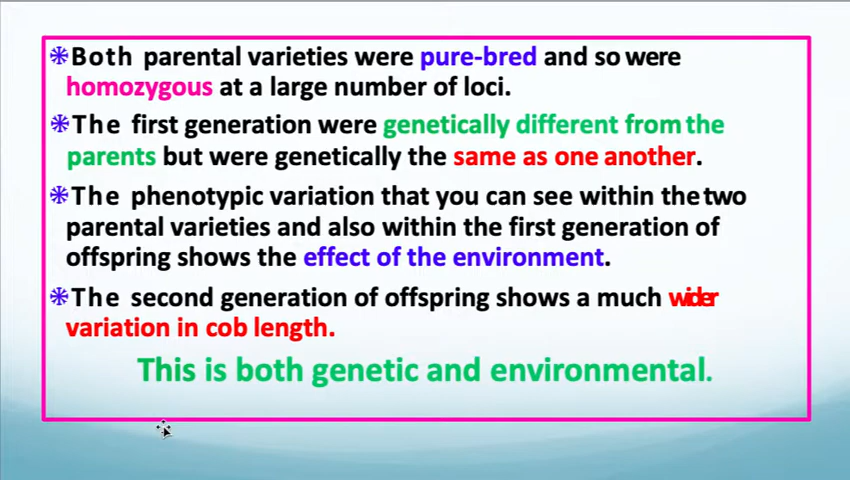 Both parental varieties were pure-bred and so were
homozygous at a large number of loci.
The first generation were genetically different from the
parents but were genetically the same as one another.
The phenotypic variation that you can see within the two
parental varieties and also within the first generation of
offspring shows the effect of the environment.
The second generation of offspring shows a much wider
variation in cob length.
This is both genetic and environmental.